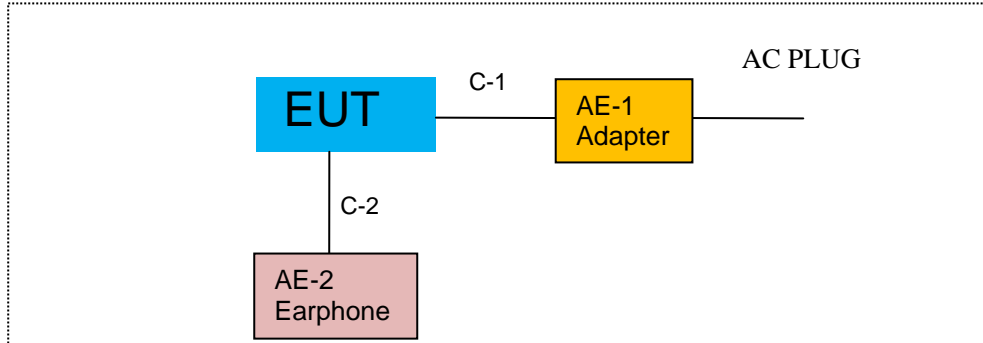 AC PLUG
C-1
EUT
AE-1
Adapter
C-2
AE-2
Earphone